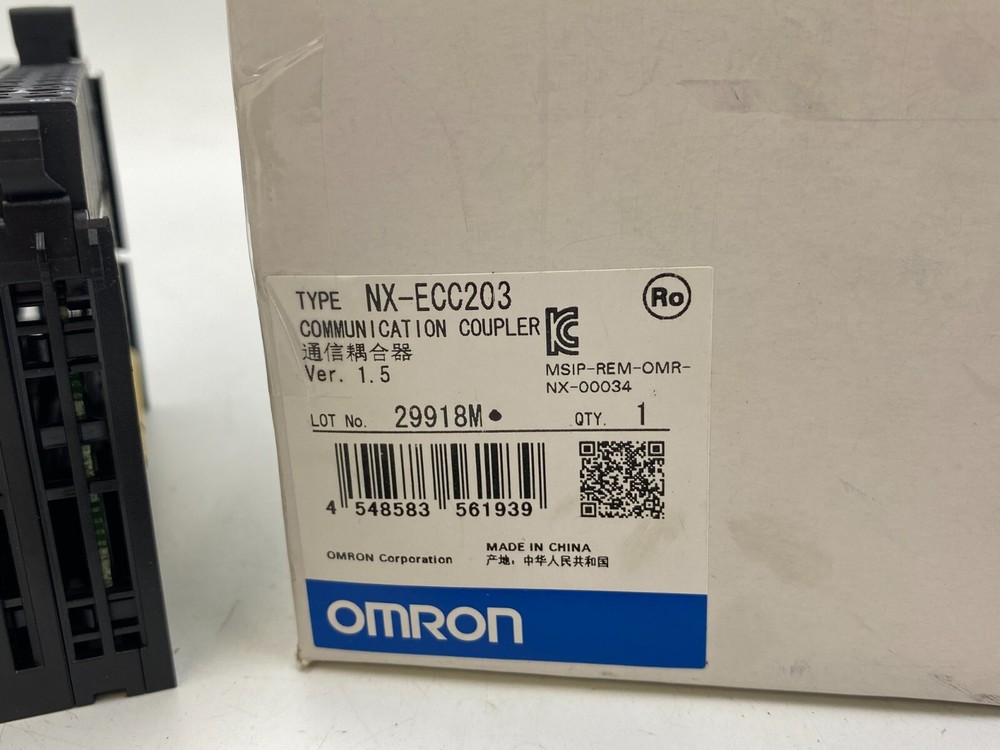 TYPE NX-ECC203
Ro
COMMUNICATION COUPLER
通信耦合器
Ver. 1.5
MSIP-REM-OMR-
NX-00034
LOT No. 29918M
QTY. 1
4 548583 561939
OMRON Corporation
MADE IN CHINA
产地：中华人民共和国
OMRON